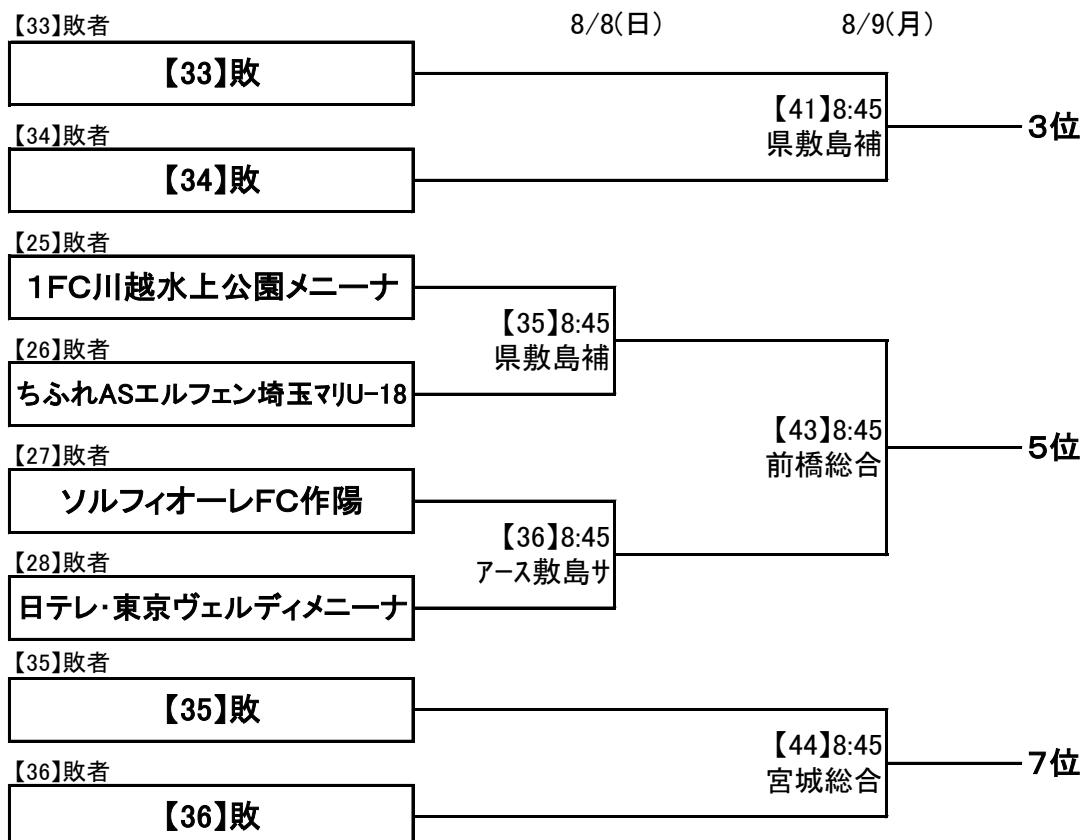 【33】敗者
8/8(日)
8/9(月)
【33】敗
【41】8:45
県敷島補
3位
【34】敗者
【34】敗
【25】敗者
1FC川越水上公園メニーナ
【35】8:45
県敷島補
【26】敗者
ちふれASエルフェン埼玉マリU-18
【43】8:45
前橋総合
5位
【27】敗者
ソルフィオーレFC作陽
【36】8:45
アース敷島サ
【28】敗者
日テレ・東京ヴェルディメニーナ
【35】敗者
【35】敗
【44】8:45
宮城総合
7位
【36】敗者
【36】敗